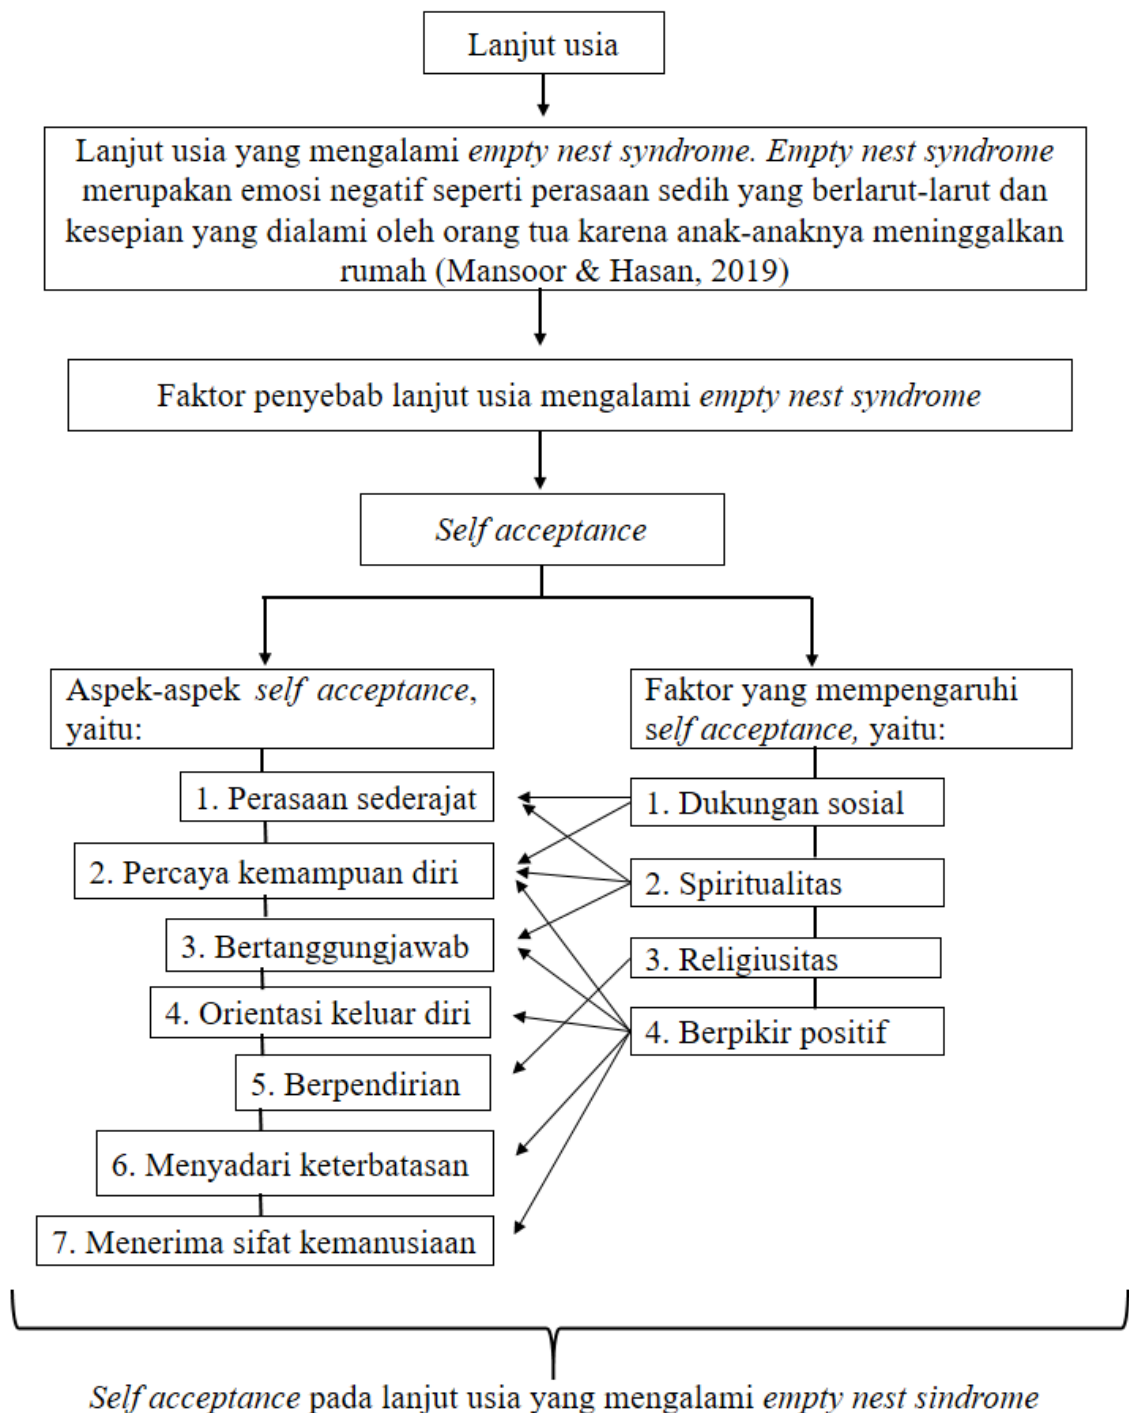 Lanjut usia
Lanjut usia yang mengalami empty nest syndrome. Empty nest syndrome
merupakan emosi negatif seperti perasaan sedih yang berlarut-larut dan
kesepian yang dialami oleh orang tua karena anak-anaknya meninggalkan
rumah (Mansoor & Hasan, 2019)
Faktor penyebab lanjut usia mengalami empty nest syndrome
Self acceptance
Aspek-aspek self acceptance,
yaitu:
1. Perasaan sederajat
2. Percaya kemampuan diri
3. Bertanggungjawab
4. Orientasi keluar diri
5. Berpendirian
6. Menyadari keterbatasan
7. Menerima sifat kemanusiaan
Faktor yang mempengaruhi
self acceptance, yaitu:
1. Dukungan sosial
2. Spiritualitas
3. Religiusitas
4. Berpikir positif
Self acceptance pada lanjut usia yang mengalami empty nest sindrome